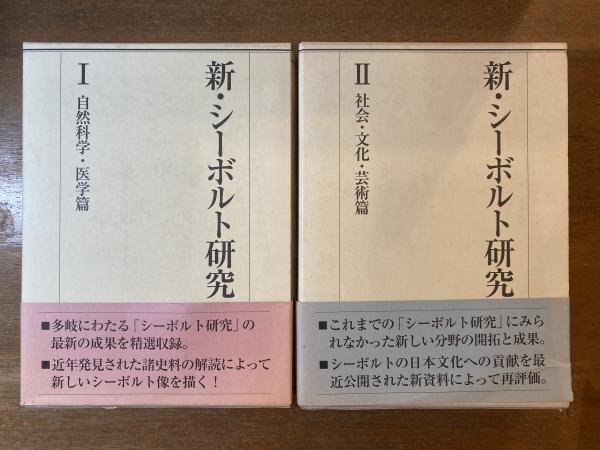 新・シーボルト研究
Ⅰ 自然科学・医学篇
■多岐にわたる「シーボルト研究」の
最新の成果を精選収録。
■近年発見された諸史料の解読によって
新しいシーボルト像を描く！
新・シーボルト研究
Ⅱ 社会・文化・芸術篇
■これまでの「シーボルト研究」にみら
れなかった新しい分野の開拓と成果。
■シーボルトの日本文化への貢献を最
近公開された新資料によって再評価。